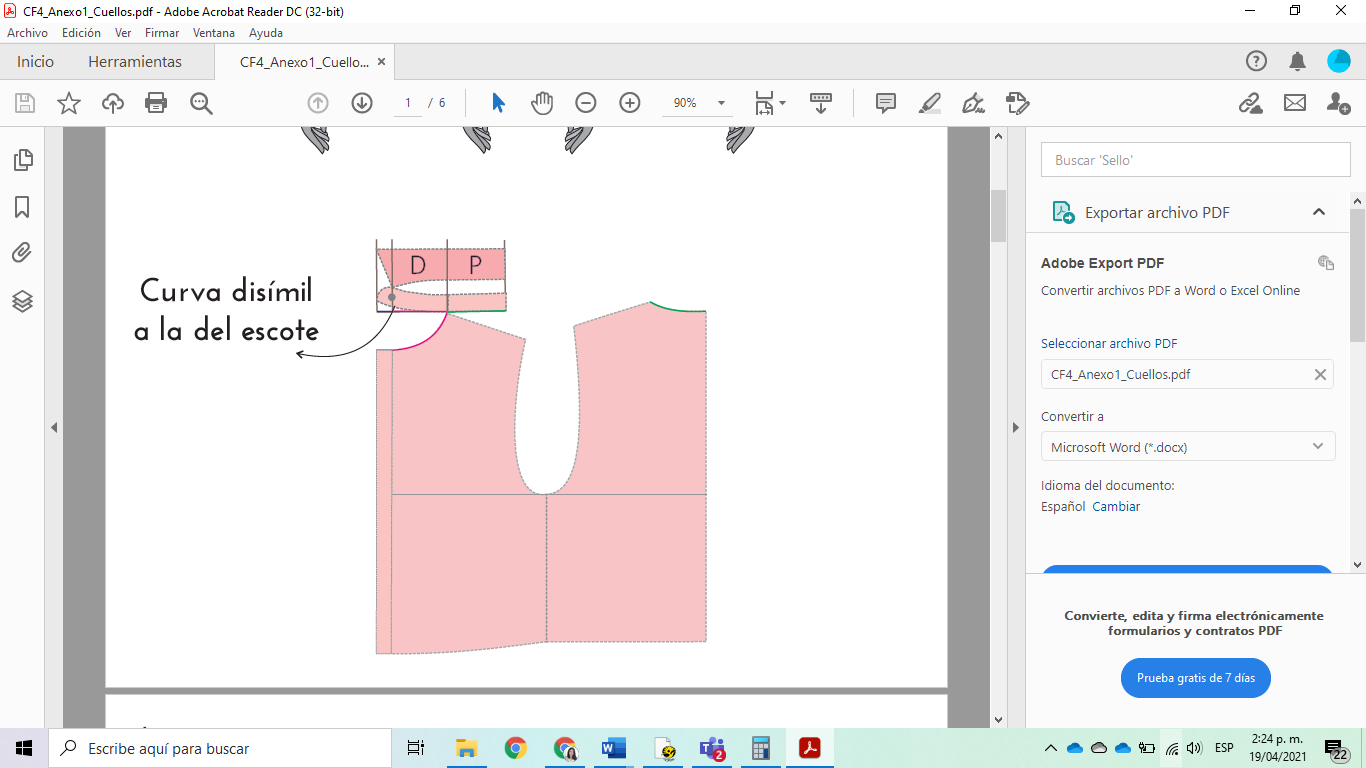 CF4_Anexo1_Cuellos.pdf - Adobe Acrobat Reader DC (32-bit)
Archivo Edición Ver Firmar Ventana Ayuda
Inicio Herramientas CF4_Anexo1_Cuello... ×
1 / 6 90%
Buscar 'Sello'
Exportar archivo PDF
Adobe Export PDF
Convertir archivos PDF a Word o Excel Online
Seleccionar archivo PDF
CF4_Anexo1_Cuellos.pdf
Convertir a
Microsoft Word (*.docx)
Idioma del documento:
Español Cambiar
Convierte, edita y firma electrónicamente
formularios y contratos PDF
Prueba gratis de 7 días
D P
Curva disímil
a la del escote
Escribe aquí para buscar
2
ESP
2:24 p. m.
19/04/2021
22